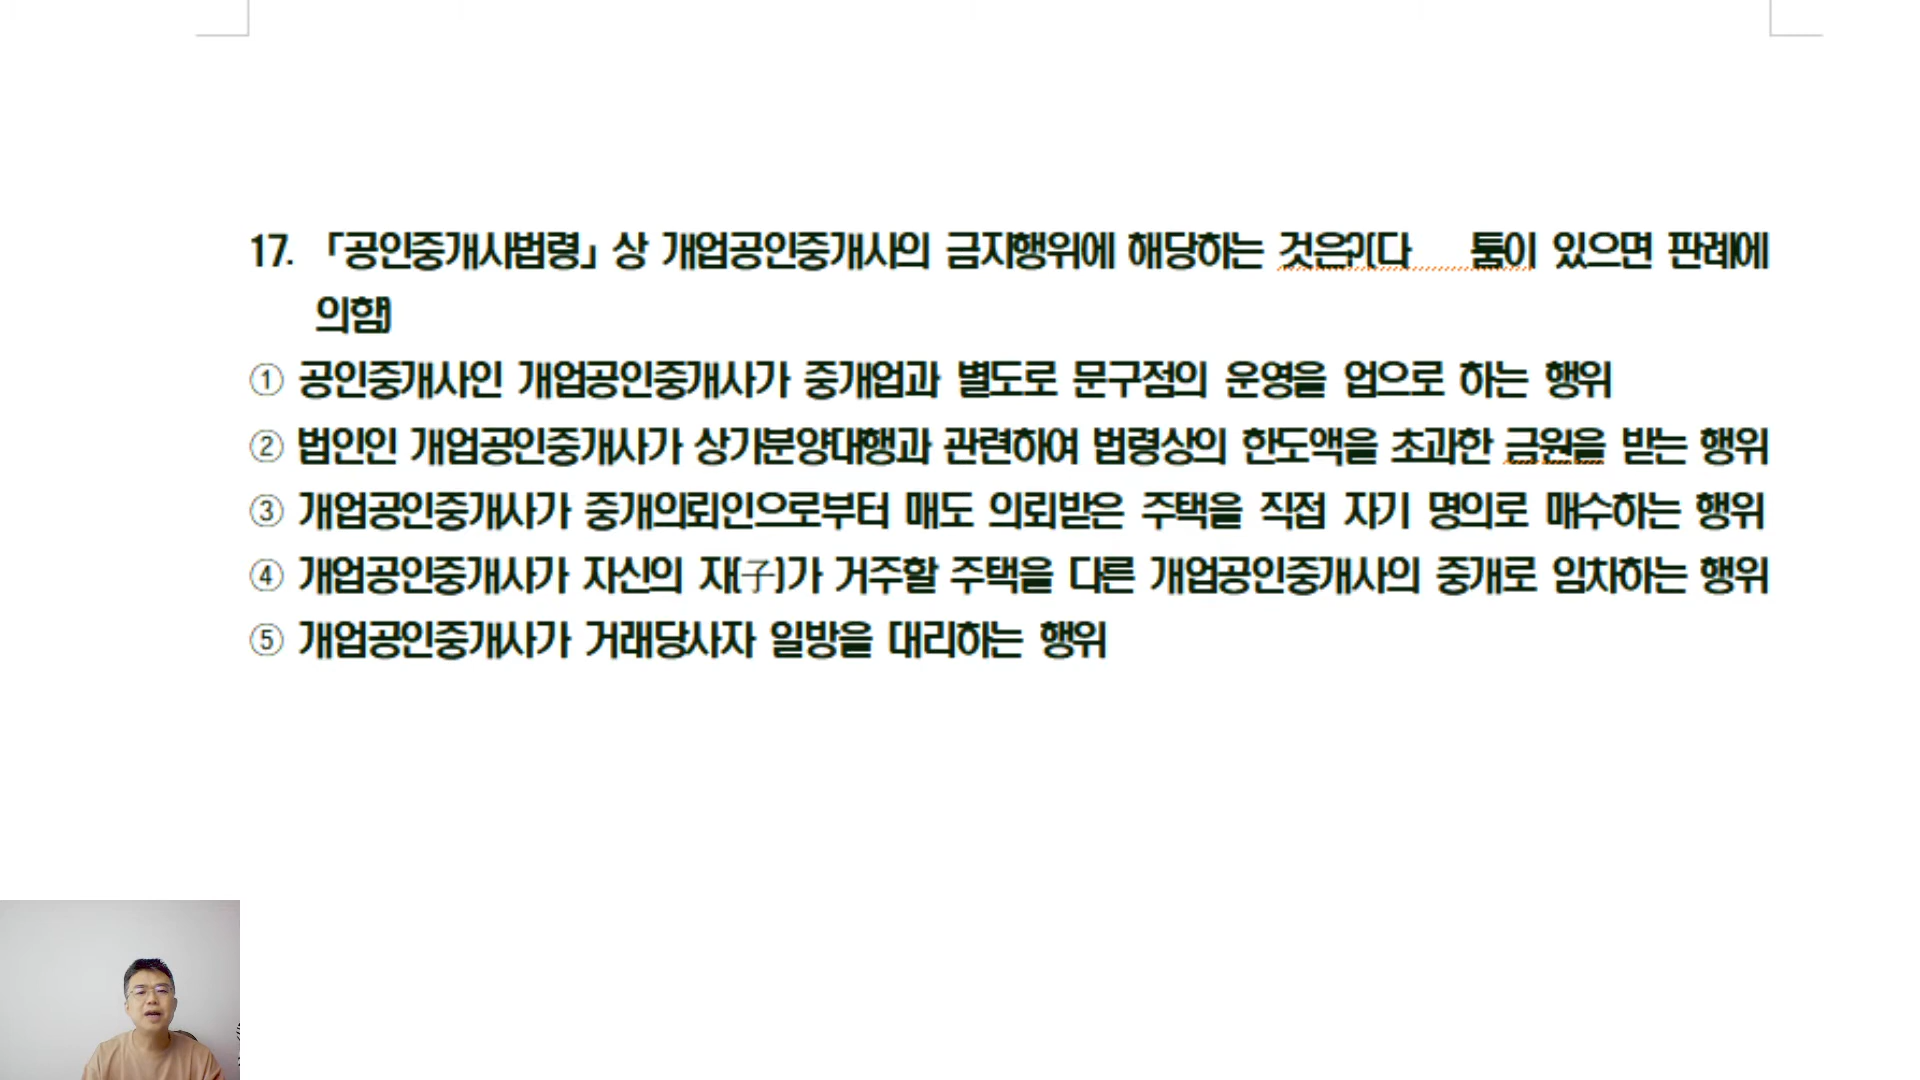 17. 「공인중개사법령」상 개업공인중개사의 금지행위에 해당하는 것은?(다 툼이 있으면 판례에
의함)
① 공인중개사인 개업공인중개사가 중개업과 별도로 문구점의 운영을 업으로 하는 행위
② 법인인 개업공인중개사가 상가분양대행과 관련하여 법령상의 한도액을 초과한 금원을 받는 행위
③ 개업공인중개사가 중개의뢰인으로부터 매도 의뢰받은 주택을 직접 자기 명의로 매수하는 행위
④ 개업공인중개사가 자신의 자(子)가 거주할 주택을 다른 개업공인중개사의 중개로 임차하는 행위
⑤ 개업공인중개사가 거래당사자 일방을 대리하는 행위